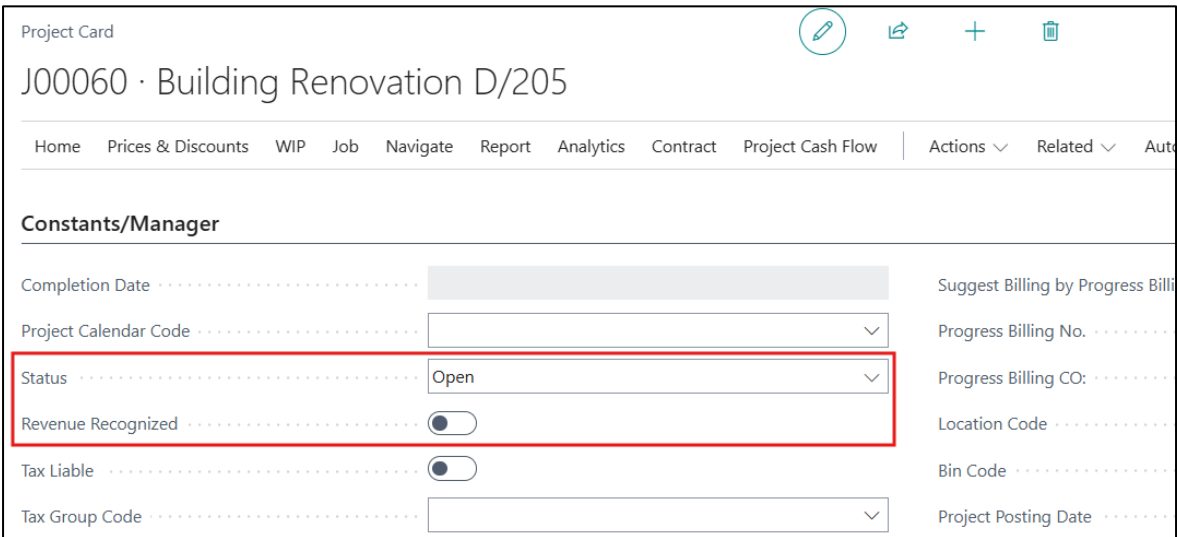 Project Card
J00060 · Building Renovation D/205
Home Prices & Discounts WIP Job Navigate Report Analytics Contract Project Cash Flow Actions Related
Constants/Manager
Completion Date Suggest Billing by Progress
Project Calendar Code Progress Billing No.
Status Open Progress Billing CO:
Revenue Recognized Location Code
Tax Liable Bin Code
Tax Group Code Project Posting Date